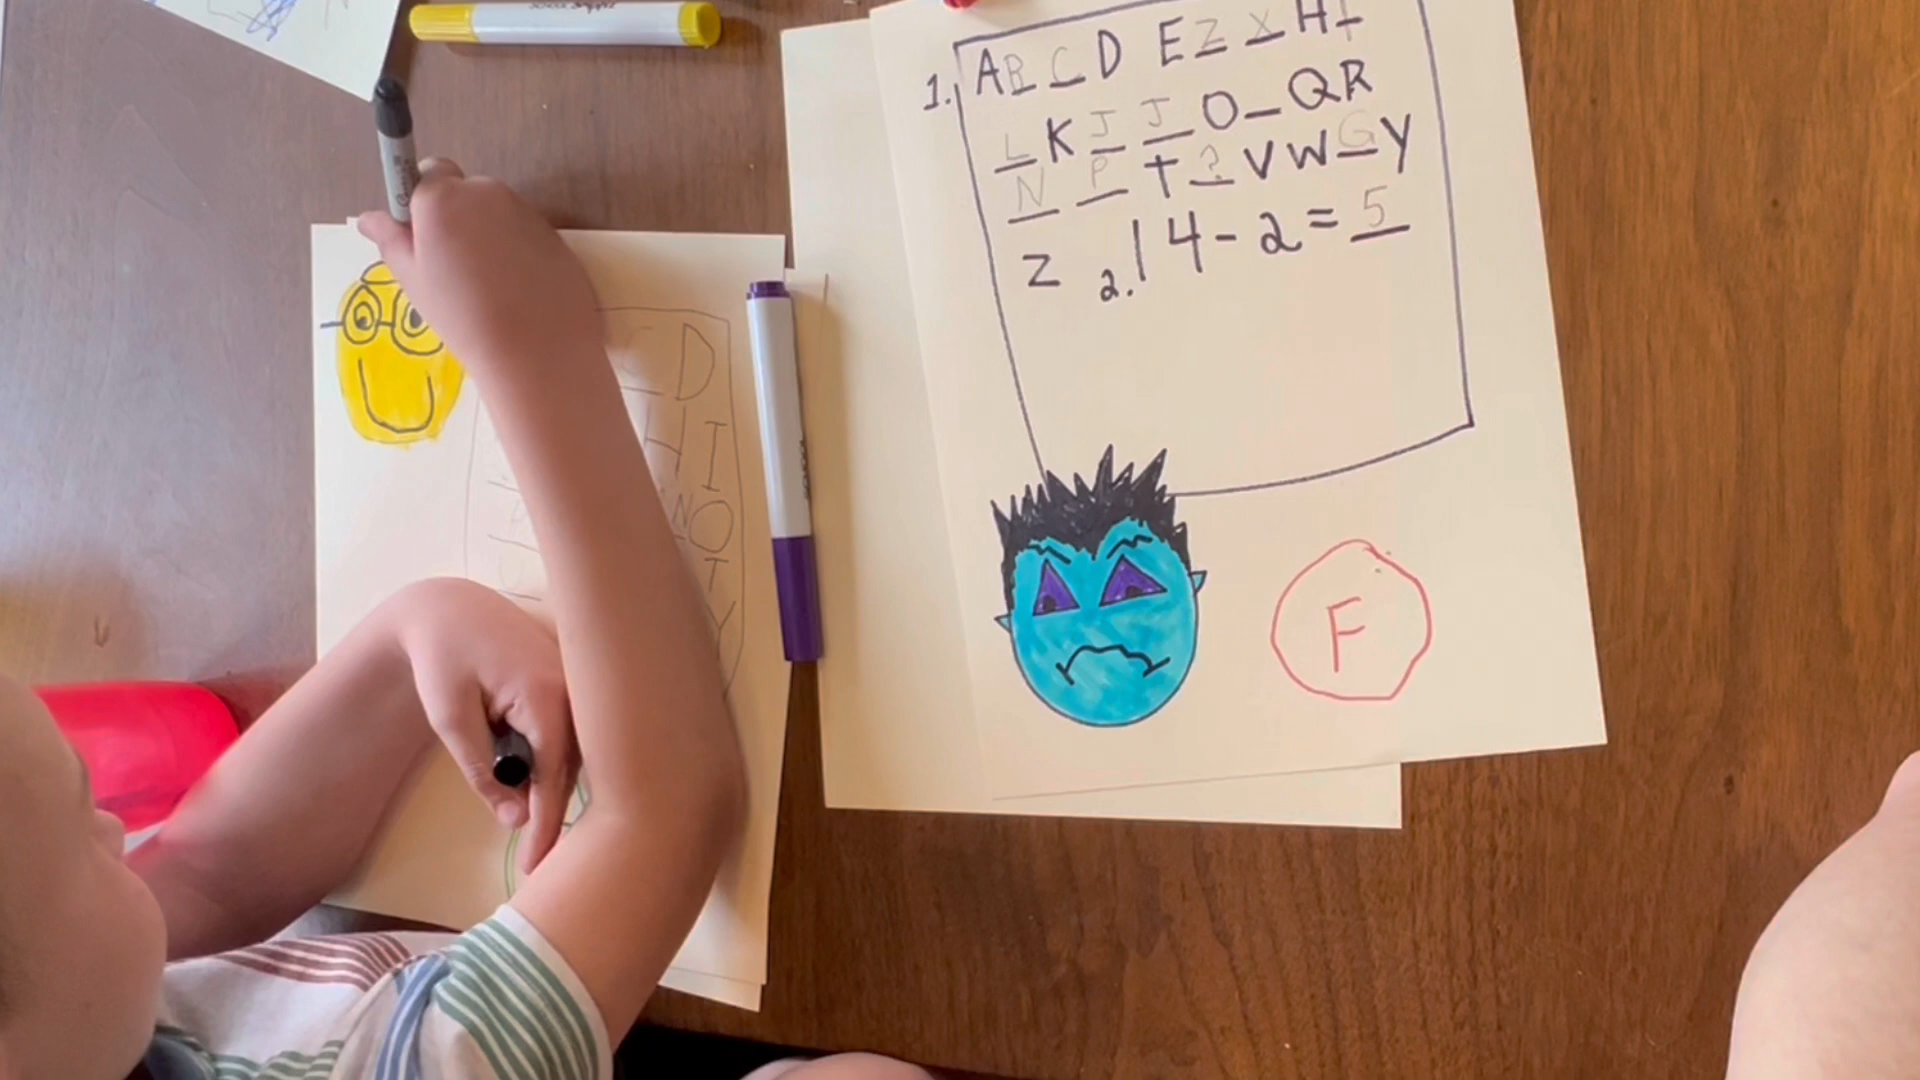 1. A B C D E Z X H I
L K J J O _ Q R
N P T ? V W G Y
Z 2. 14 - 2 = 5
F
D
H I
N O
T
Y